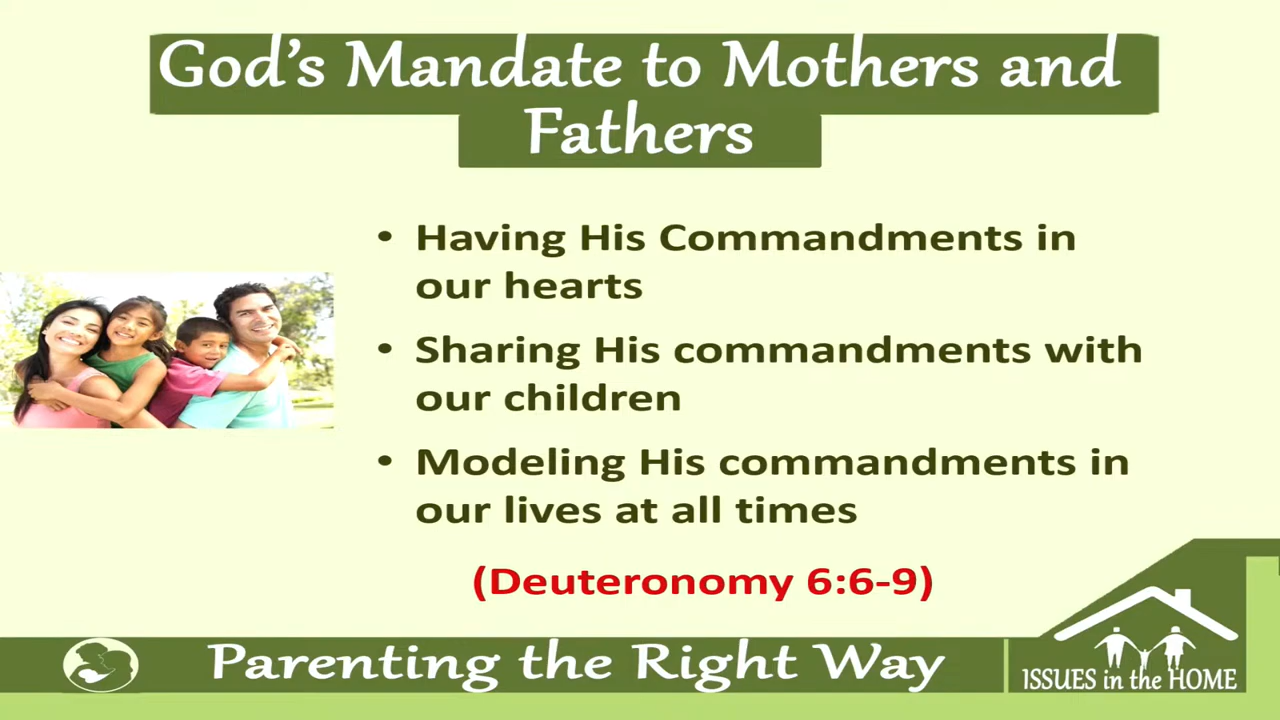 God's Mandate to Mothers and
Fathers
• Having His Commandments in
our hearts
• Sharing His commandments with
our children
• Modeling His commandments in
our lives at all times
(Deuteronomy 6:6-9)
Parenting the Right Way
ISSUES in the HOME